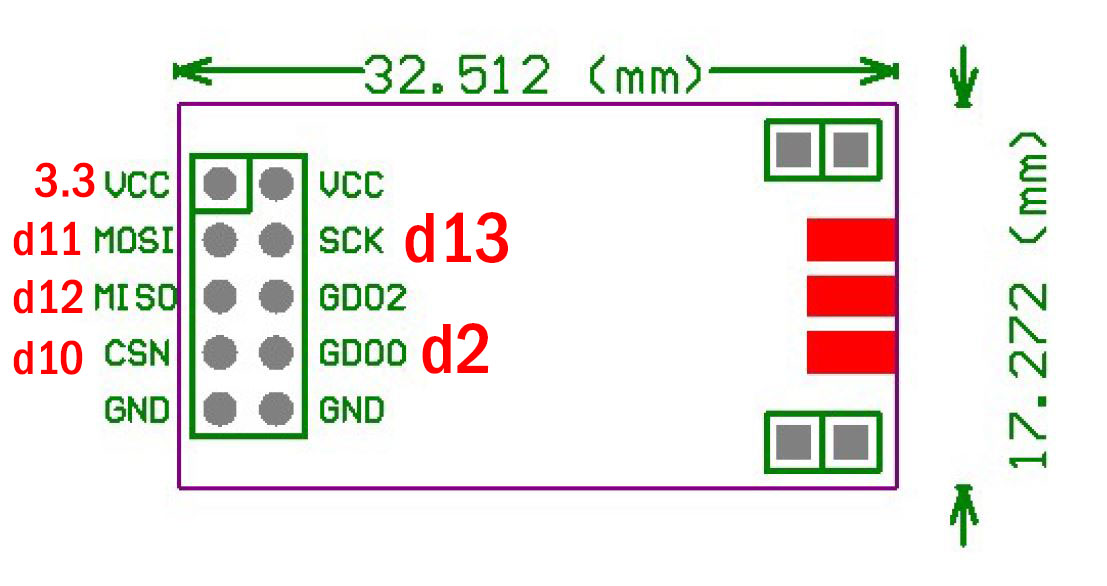 32.512 (mm)
3.3 VCC VCC
d11 MOSI SCK d13
d12 MISO GDO2
d10 CSN GDO0 d2
GND GND
17.272 (mm)